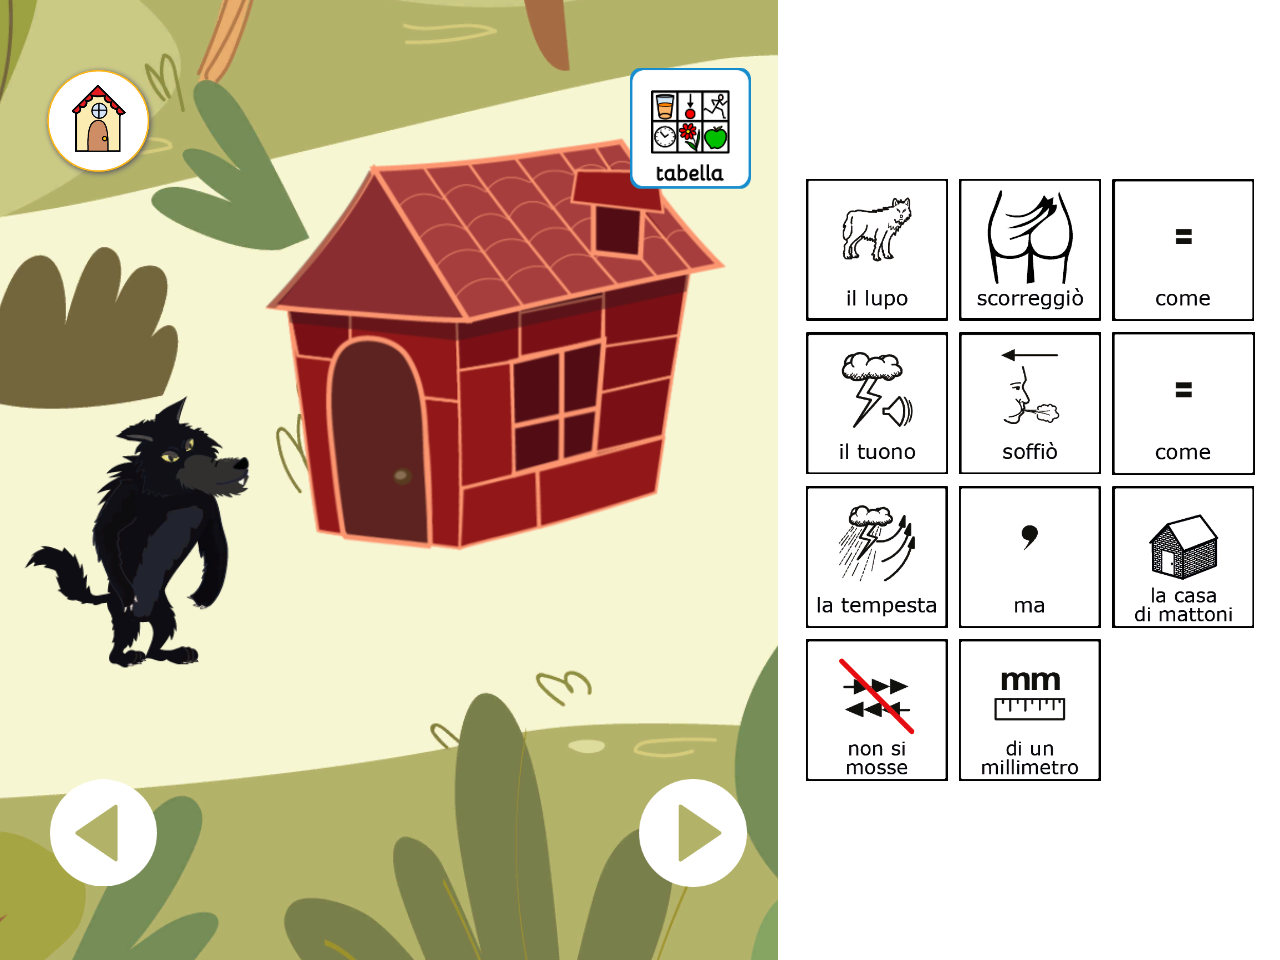 tabella
il lupo
scorreggiò
come
=
=
il tuono
soffiò
come
la tempesta
,
ma
la casa
di mattoni
non si
mosse
mm
di un
millimetro